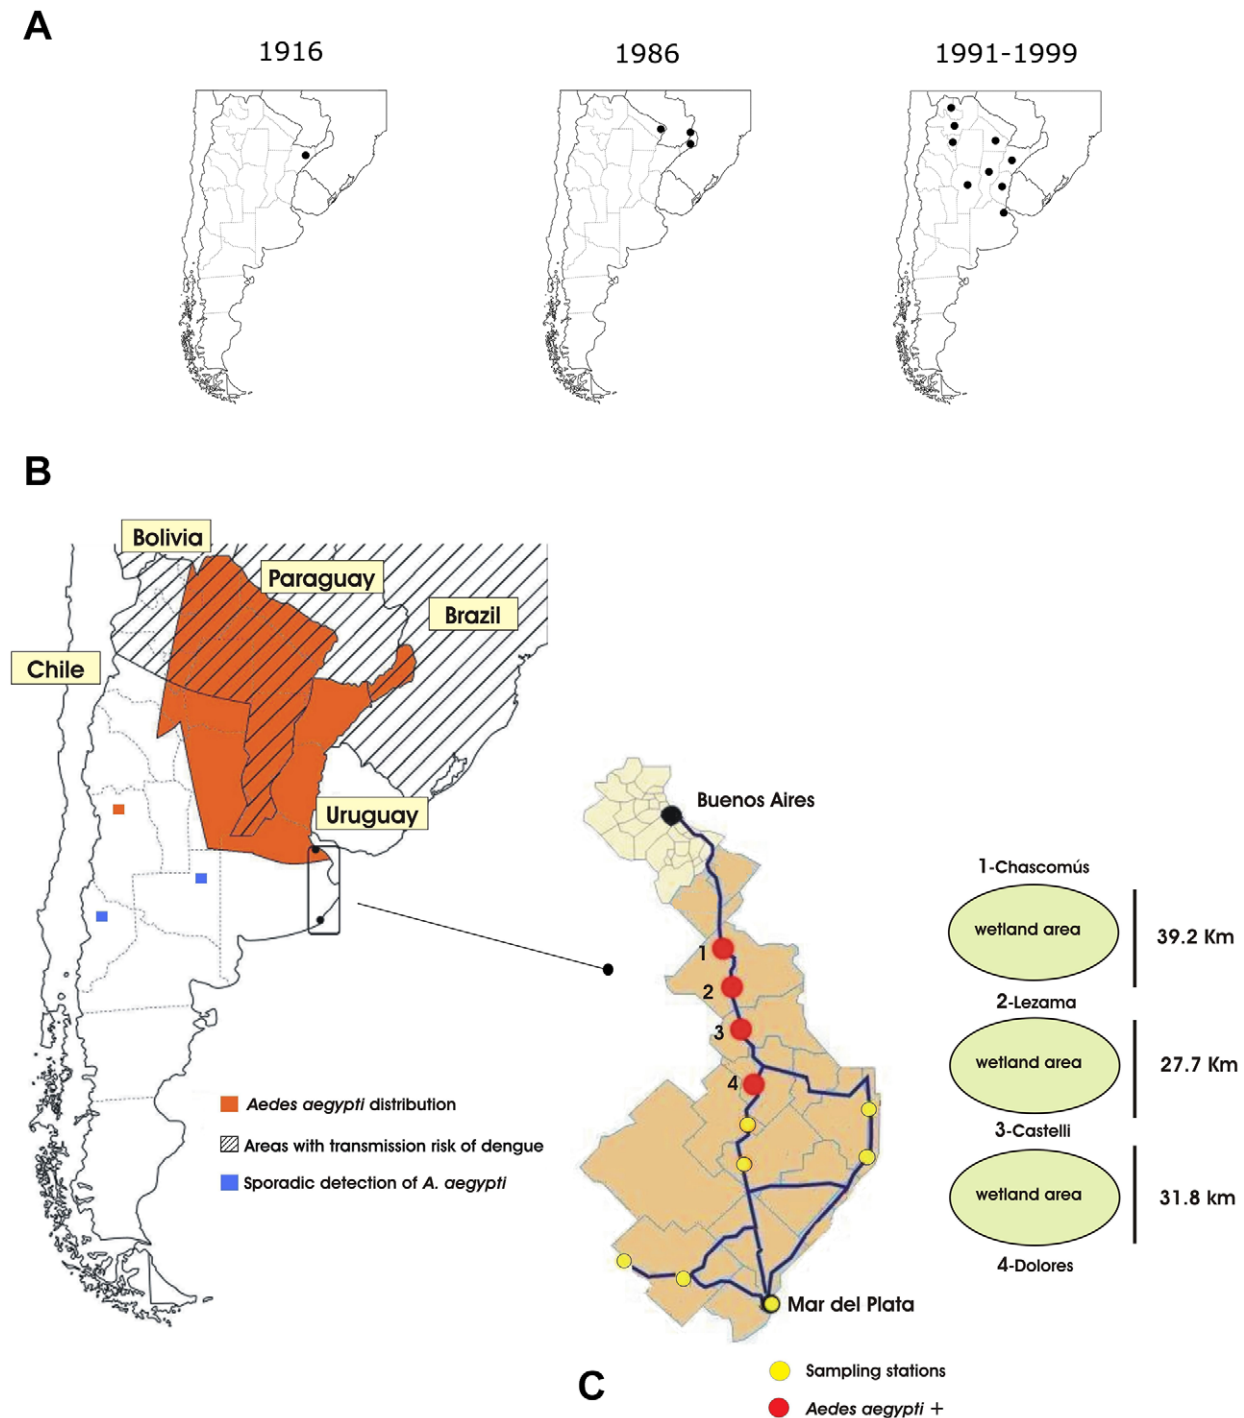 A
1916
1986
1991-1999
B
Bolivia
Paraguay
Brazil
Chile
Uruguay
Aedes aegypti distribution
Areas with transmission risk of dengue
Sporadic detection of A. aegypti
Buenos Aires
1
2
3
4
Mar del Plata
1-Chascomús
wetland area
39.2 Km
2-Lezama
wetland area
27.7 Km
3-Castelli
wetland area
31.8 km
4-Dolores
C
Sampling stations
Aedes aegypti +